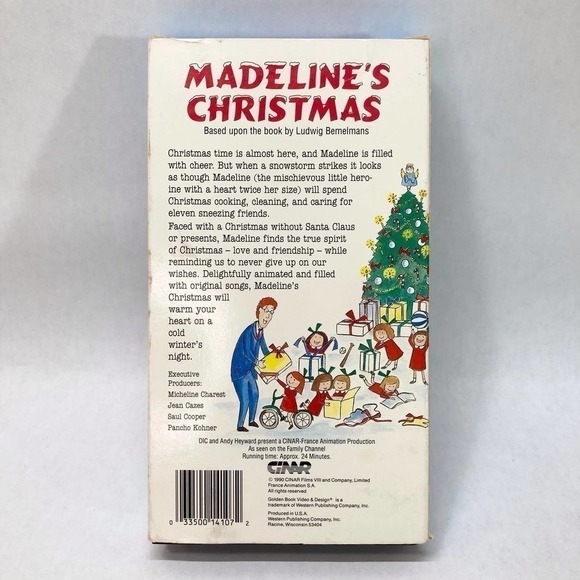 MADELINE'S
CHRISTMAS
Based upon the book by Ludwig Bemelmans
Christmas time is almost here, and Madeline is filled
with cheer. But when a snowstorm strikes it looks
as though Madeline (the mischievous little hero-
ine with a heart twice her size) will spend
Christmas cooking, cleaning, and caring for
eleven sneezing friends.
Faced with a Christmas without Santa Claus
or presents, Madeline finds the true spirit
of Christmas – love and friendship – while
reminding us to never give up on our
wishes. Delightfully animated and filled
with original songs, Madeline's
Christmas will
warm your
heart on a
cold
winter's
night.
Executive
Producers:
Micheline Charest
Jean Cazes
Saul Cooper
Pancho Kohner
DIC and Andy Heyward present a CINAR-France Animation Production
As seen on the Family Channel
Running time: Approx. 24 Minutes.
CINAR
© 1990 CINAR Films VIII and Company, Limited
France Animation S.A.
All rights reserved
Golden Book Video & Design® is a
trademark of Western Publishing Company, Inc.
Produced in U.S.A.
Western Publishing Company, Inc.
Racine, Wisconsin 53404
0 33500 14107 2